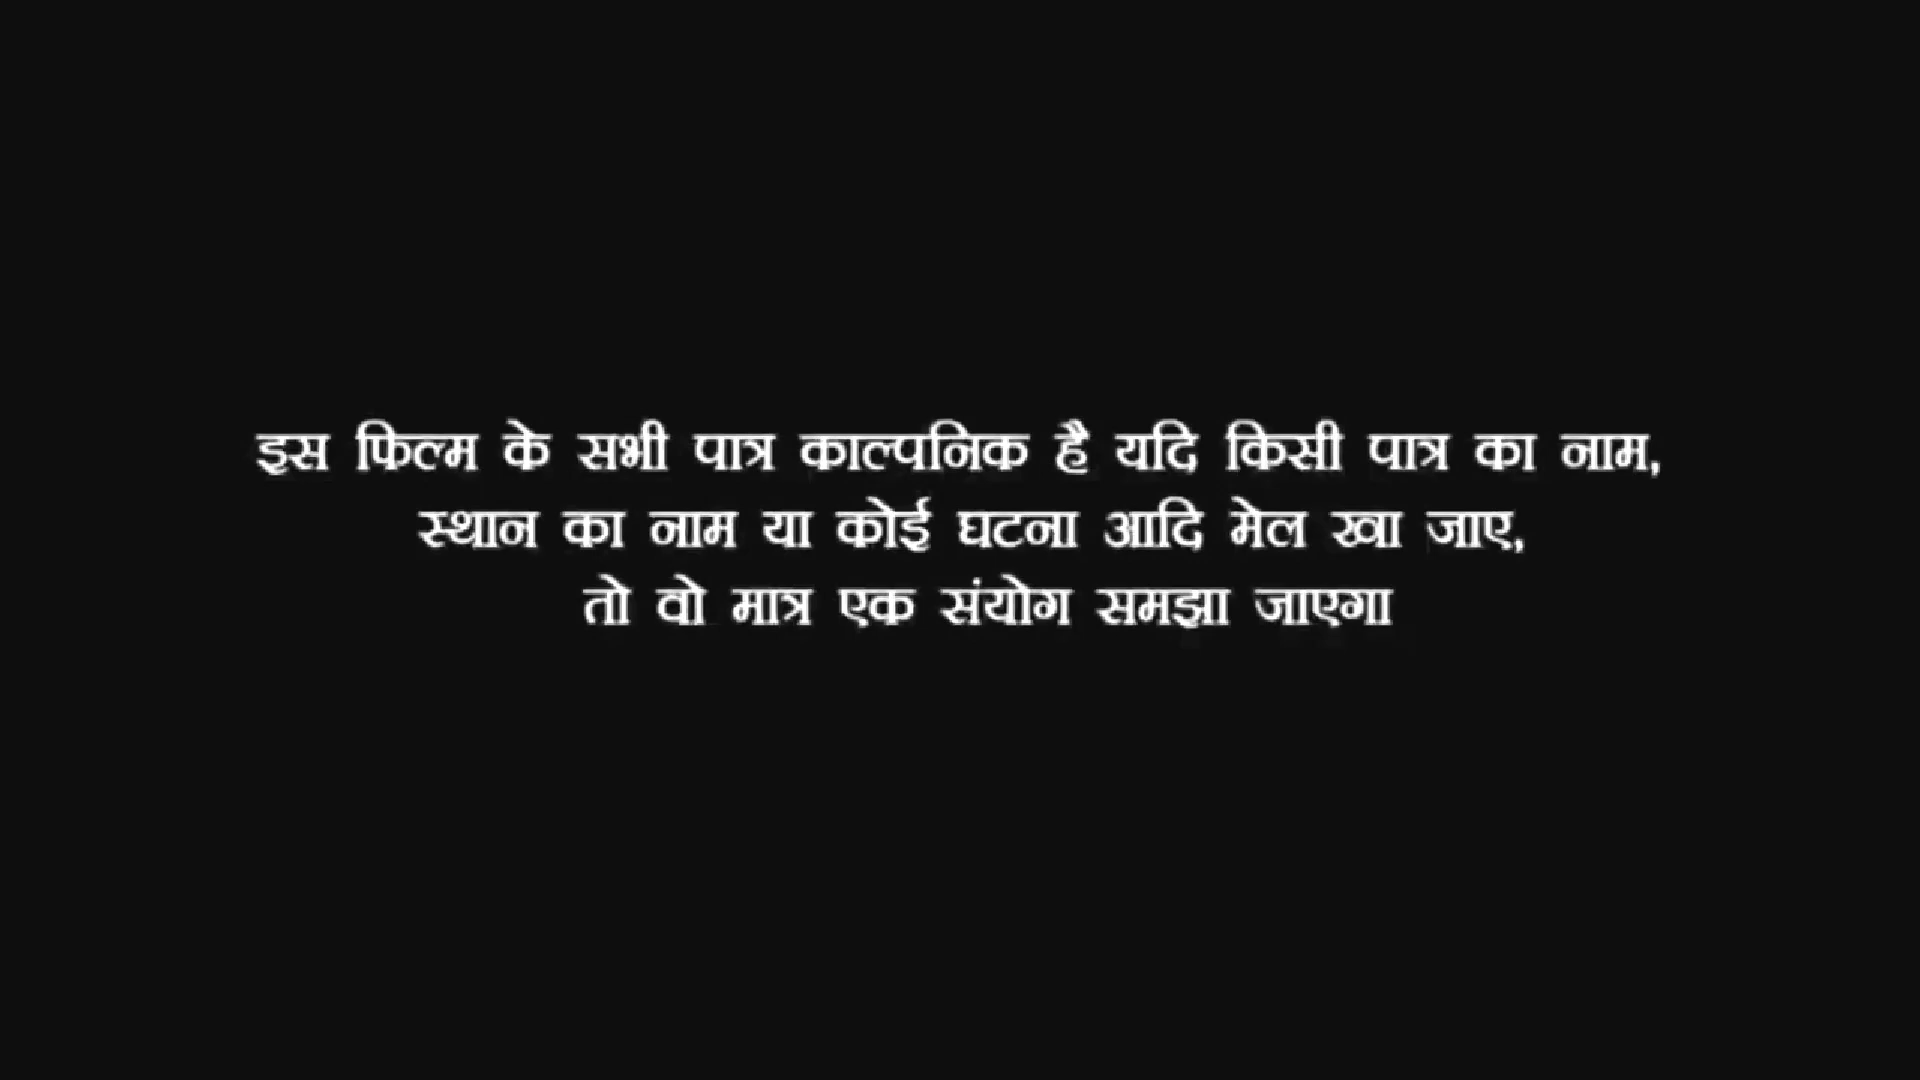 इस फिल्म के सभी पात्र काल्पनिक है यदि किसी पात्र का नाम,
स्थान का नाम या कोई घटना आदि मेल खा जाए,
तो वो मात्र एक संयोग समझा जाएगा